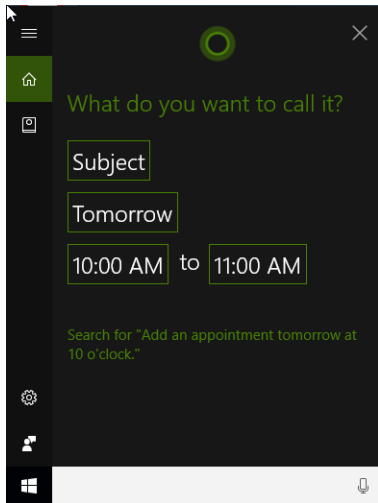 What do you want to call it?
Subject
Tomorrow
10:00 AM to 11:00 AM
Search for "Add an appointment tomorrow at
10 o'clock."